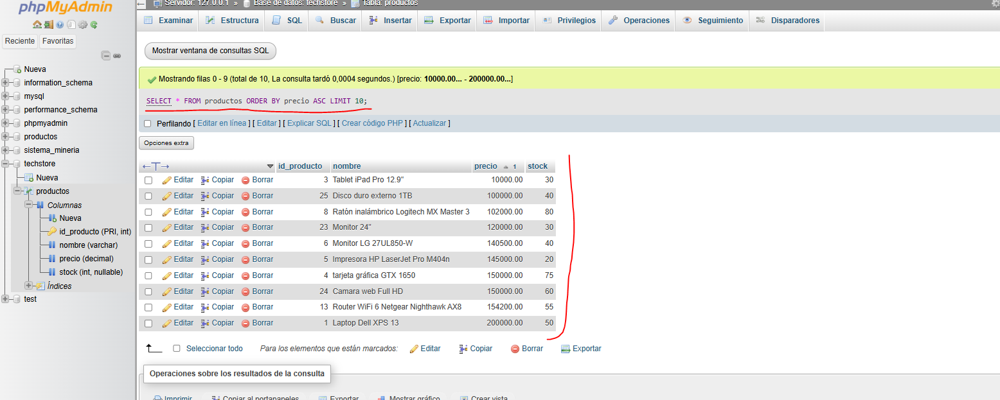 phpMyAdmin
Reciente Favoritas
Nueva
information_schema
mysql
performance_schema
phpmyadmin
productos
sistema_mineria
techstore
Nueva
productos
Columnas
Nueva
id_producto (PRI, int)
nombre (varchar)
precio (decimal)
stock (int, nullable)
Índices
test
Servidor: 127.0.0.1 » Base de datos: techstore » Tabla: productos
Examinar Estructura SQL Buscar Insertar Exportar Importar Privilegios Operaciones Seguimiento Disparadores
Mostrar ventana de consultas SQL
Mostrando filas 0 - 9 (total de 10, La consulta tardó 0,0004 segundos.) [precio: 10000.00... - 200000.00...]
SELECT * FROM productos ORDER BY precio ASC LIMIT 10;
Perfilando [ Editar en línea ] [ Editar ] [ Explicar SQL ] [ Crear código PHP ] [ Actualizar ]
Opciones extra
←T→ ▼ id_producto nombre precio ▲ 1 stock
Editar Copiar Borrar 3 Tablet iPad Pro 12.9" 10000.00 30
Editar Copiar Borrar 25 Disco duro externo 1TB 100000.00 40
Editar Copiar Borrar 8 Ratón inalámbrico Logitech MX Master 3 102000.00 80
Editar Copiar Borrar 23 Monitor 24" 120000.00 30
Editar Copiar Borrar 6 Monitor LG 27UL850-W 140500.00 40
Editar Copiar Borrar 5 Impresora HP LaserJet Pro M404n 145000.00 20
Editar Copiar Borrar 4 tarjeta gráfica GTX 1650 150000.00 75
Editar Copiar Borrar 24 Camara web Full HD 150000.00 60
Editar Copiar Borrar 13 Router WiFi 6 Netgear Nighthawk AX8 154200.00 55
Editar Copiar Borrar 1 Laptop Dell XPS 13 200000.00 50
Seleccionar todo Para los elementos que están marcados: Editar Copiar Borrar Exportar
Operaciones sobre los resultados de la consulta
Imprimir Copiar al portapapeles Exportar Mostrar gráfico Crear vista